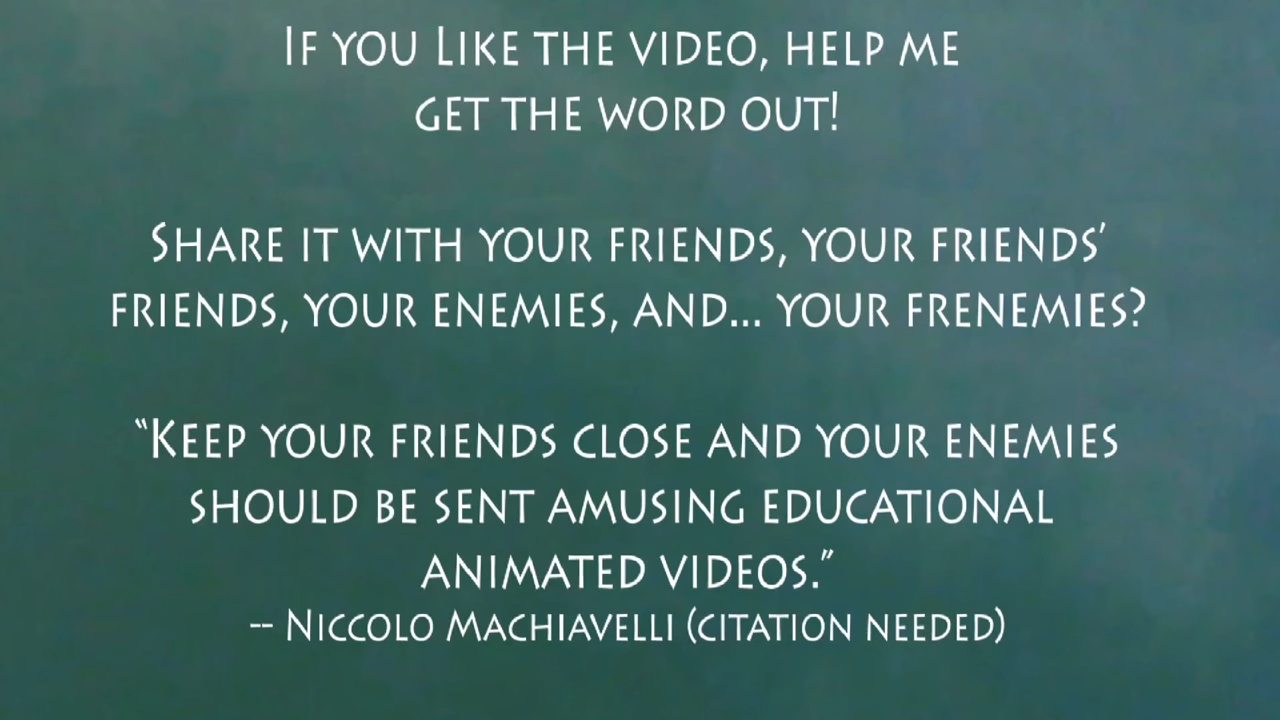 If you Like the video, help me
get the word out!
Share it with your friends, your friends'
friends, your enemies, and... your frenemies?
“Keep your friends close and your enemies
should be sent amusing educational
animated videos.”
-- Niccolo Machiavelli (citation needed)